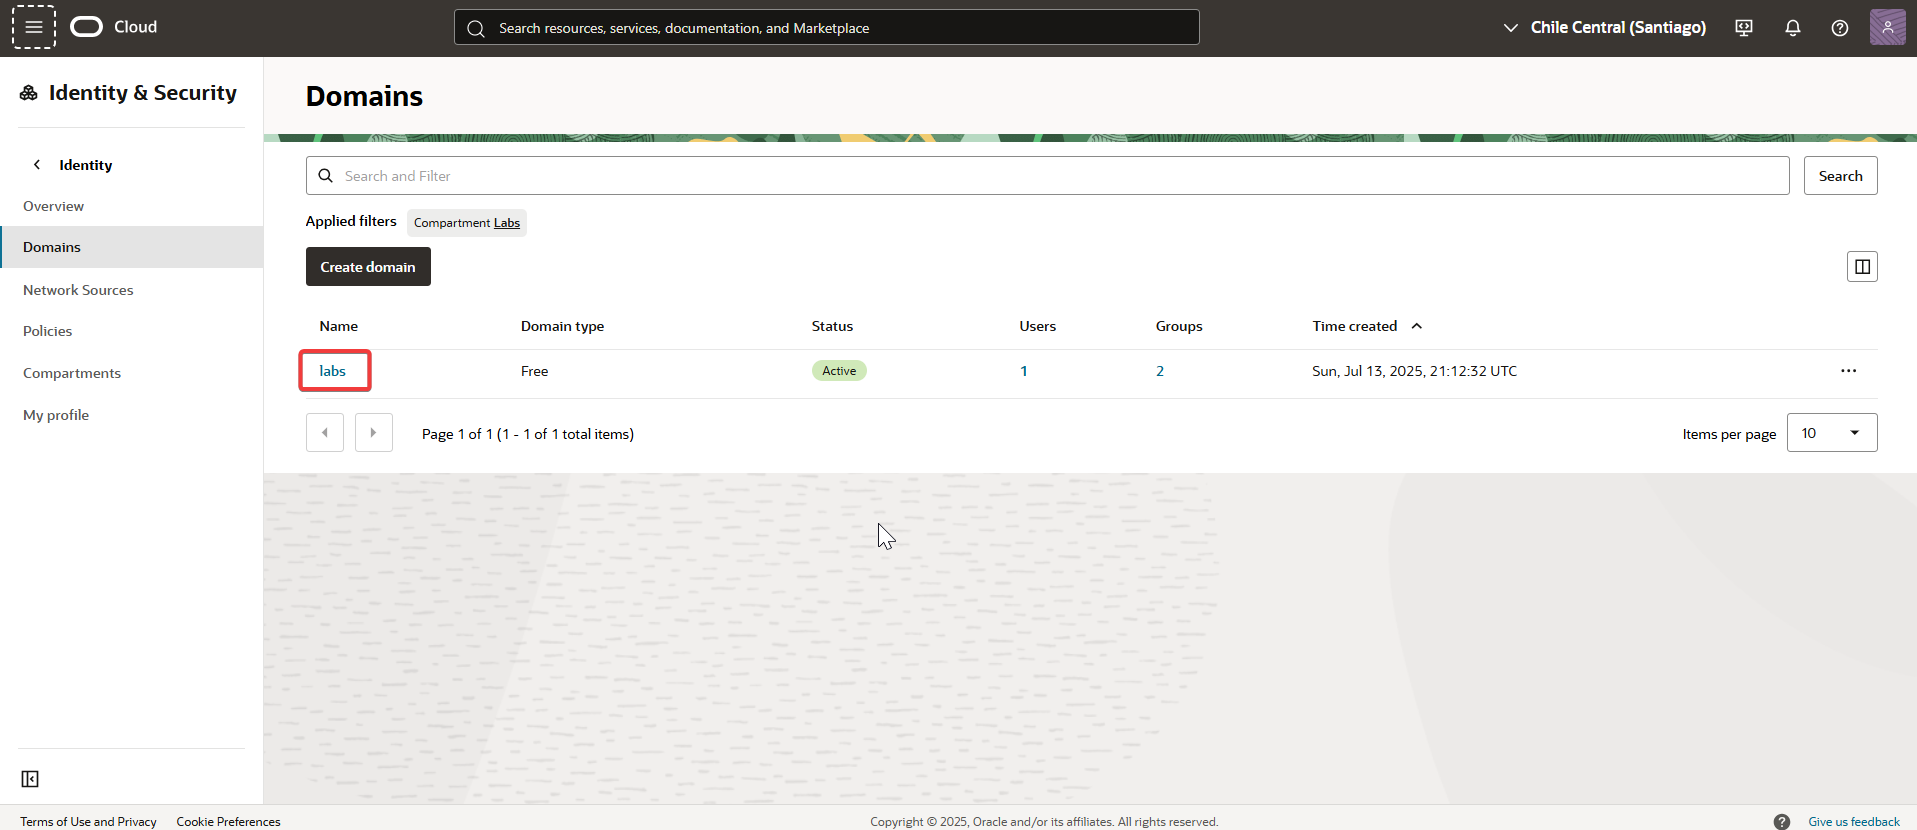 Cloud
Search resources, services, documentation, and Marketplace
Chile Central (Santiago)
Identity & Security
Identity
Overview
Domains
Network Sources
Policies
Compartments
My profile
Domains
Search and Filter
Search
Applied filters
Compartment Labs
Create domain
Name Domain type Status Users Groups Time created
labs Free Active 1 2 Sun, Jul 13, 2025, 21:12:32 UTC
Page 1 of 1 (1 - 1 of 1 total items)
Items per page 10
Terms of Use and Privacy Cookie Preferences
Copyright © 2025, Oracle and/or its affiliates. All rights reserved.
Give us feedback